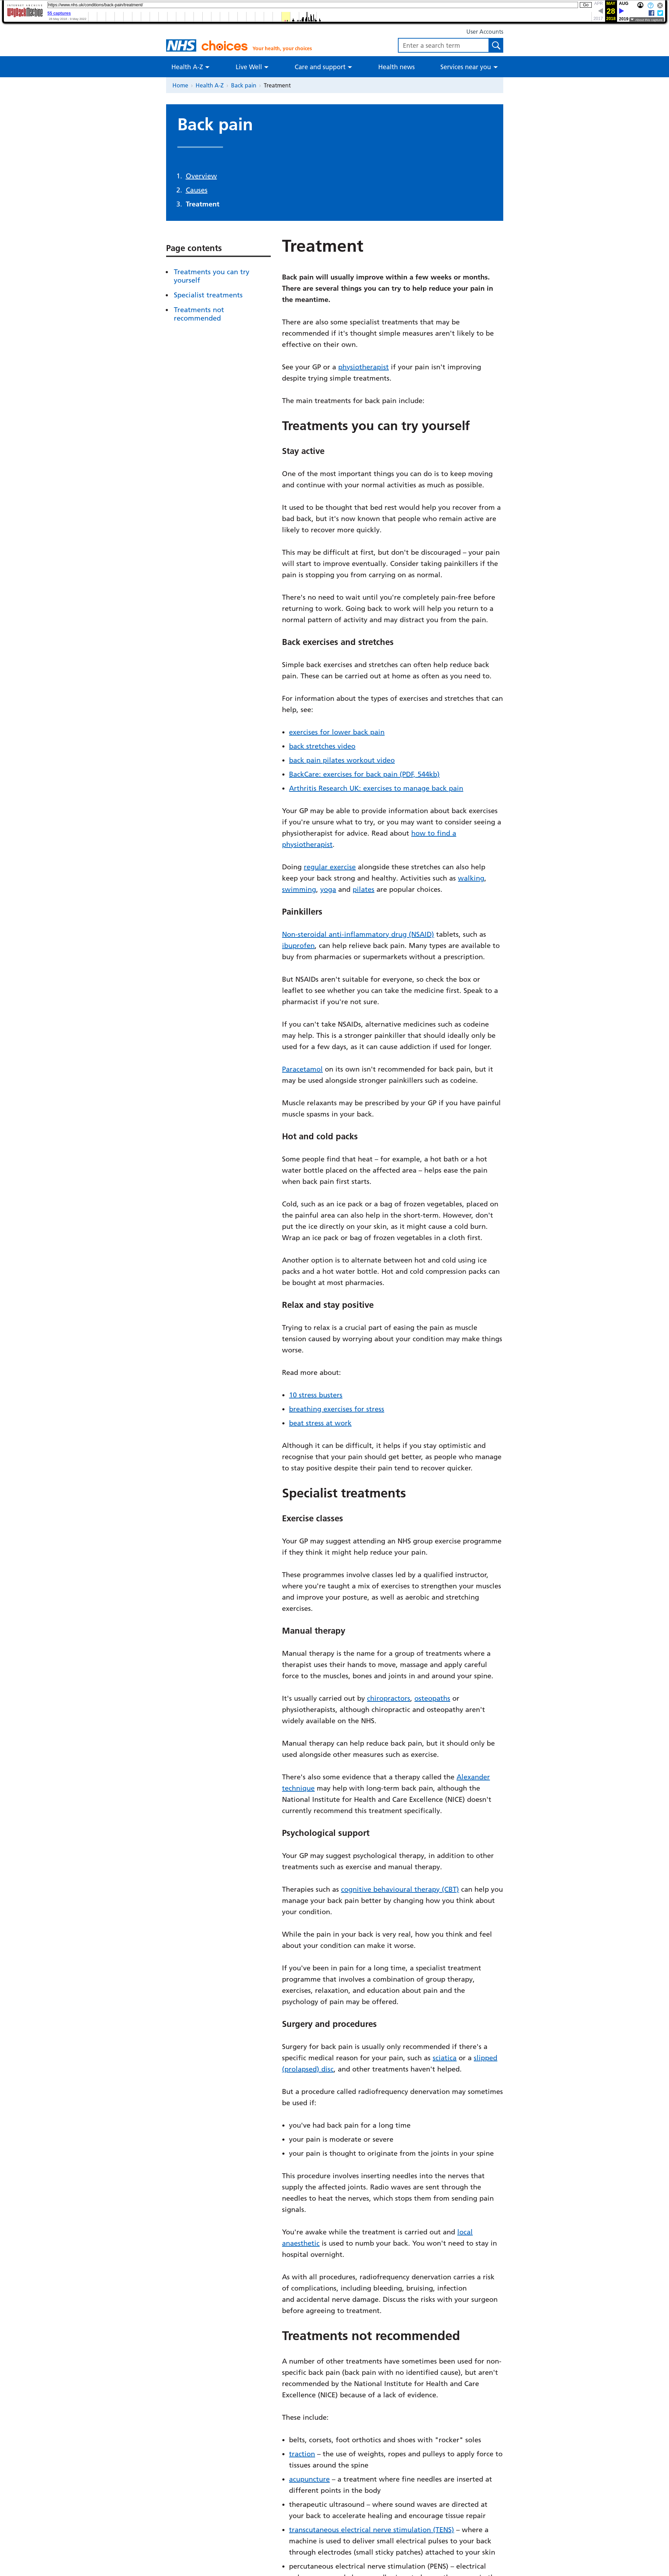 INTERNET ARCHIVE
WayBackMachine
https://www.nhs.uk/conditions/back-pain/treatment/
Go
55 captures
APR MAY AUG
28
2017 2018 2019
About this capture
User Accounts
NHS choices Your health, your choices
Enter a search term
Health A-Z Live Well Care and support Health news Services near you
Home Health A-Z Back pain Treatment
Back pain
1. Overview
2. Causes
3. Treatment
Page contents
Treatments you can try
yourself
Specialist treatments
Treatments not
recommended
Treatment
Back pain will usually improve within a few weeks or months.
There are several things you can try to help reduce your pain in
the meantime.
There are also some specialist treatments that may be
recommended if it's thought simple measures aren't likely to be
effective on their own.
See your GP or a physiotherapist if your pain isn't improving
despite trying simple treatments.
The main treatments for back pain include:
Treatments you can try yourself
Stay active
One of the most important things you can do is to keep moving
and continue with your normal activities as much as possible.
It used to be thought that bed rest would help you recover from a
bad back, but it's now known that people who remain active are
likely to recover more quickly.
This may be difficult at first, but don't be discouraged – your pain
will start to improve eventually. Consider taking painkillers if the
pain is stopping you from carrying on as normal.
There's no need to wait until you're completely pain-free before
returning to work. Going back to work will help you return to a
normal pattern of activity and may distract you from the pain.
Back exercises and stretches
Simple back exercises and stretches can often help reduce back
pain. These can be carried out at home as often as you need to.
For information about the types of exercises and stretches that can
help, see:
exercises for lower back pain
back stretches video
back pain pilates workout video
BackCare: exercises for back pain (PDF, 544kb)
Arthritis Research UK: exercises to manage back pain
Your GP may be able to provide information about back exercises
if you're unsure what to try, or you may want to consider seeing a
physiotherapist for advice. Read about how to find a
physiotherapist.
Doing regular exercise alongside these stretches can also help
keep your back strong and healthy. Activities such as walking,
swimming, yoga and pilates are popular choices.
Painkillers
Non-steroidal anti-inflammatory drug (NSAID) tablets, such as
ibuprofen, can help relieve back pain. Many types are available to
buy from pharmacies or supermarkets without a prescription.
But NSAIDs aren't suitable for everyone, so check the box or
leaflet to see whether you can take the medicine first. Speak to a
pharmacist if you're not sure.
If you can't take NSAIDs, alternative medicines such as codeine
may help. This is a stronger painkiller that should ideally only be
used for a few days, as it can cause addiction if used for longer.
Paracetamol on its own isn't recommended for back pain, but it
may be used alongside stronger painkillers such as codeine.
Muscle relaxants may be prescribed by your GP if you have painful
muscle spasms in your back.
Hot and cold packs
Some people find that heat – for example, a hot bath or a hot
water bottle placed on the affected area – helps ease the pain
when back pain first starts.
Cold, such as an ice pack or a bag of frozen vegetables, placed on
the painful area can also help in the short-term. However, don't
put the ice directly on your skin, as it might cause a cold burn.
Wrap an ice pack or bag of frozen vegetables in a cloth first.
Another option is to alternate between hot and cold using ice
packs and a hot water bottle. Hot and cold compression packs can
be bought at most pharmacies.
Relax and stay positive
Trying to relax is a crucial part of easing the pain as muscle
tension caused by worrying about your condition may make things
worse.
Read more about:
10 stress busters
breathing exercises for stress
beat stress at work
Although it can be difficult, it helps if you stay optimistic and
recognise that your pain should get better, as people who manage
to stay positive despite their pain tend to recover quicker.
Specialist treatments
Exercise classes
Your GP may suggest attending an NHS group exercise programme
if they think it might help reduce your pain.
These programmes involve classes led by a qualified instructor,
where you're taught a mix of exercises to strengthen your muscles
and improve your posture, as well as aerobic and stretching
exercises.
Manual therapy
Manual therapy is the name for a group of treatments where a
therapist uses their hands to move, massage and apply careful
force to the muscles, bones and joints in and around your spine.
It's usually carried out by chiropractors, osteopaths or
physiotherapists, although chiropractic and osteopathy aren't
widely available on the NHS.
Manual therapy can help reduce back pain, but it should only be
used alongside other measures such as exercise.
There's also some evidence that a therapy called the Alexander
technique may help with long-term back pain, although the
National Institute for Health and Care Excellence (NICE) doesn't
currently recommend this treatment specifically.
Psychological support
Your GP may suggest psychological therapy, in addition to other
treatments such as exercise and manual therapy.
Therapies such as cognitive behavioural therapy (CBT) can help you
manage your back pain better by changing how you think about
your condition.
While the pain in your back is very real, how you think and feel
about your condition can make it worse.
If you've been in pain for a long time, a specialist treatment
programme that involves a combination of group therapy,
exercises, relaxation, and education about pain and the
psychology of pain may be offered.
Surgery and procedures
Surgery for back pain is usually only recommended if there's a
specific medical reason for your pain, such as sciatica or a slipped
(prolapsed) disc, and other treatments haven't helped.
But a procedure called radiofrequency denervation may sometimes
be used if:
you've had back pain for a long time
your pain is moderate or severe
your pain is thought to originate from the joints in your spine
This procedure involves inserting needles into the nerves that
supply the affected joints. Radio waves are sent through the
needles to heat the nerves, which stops them from sending pain
signals.
You're awake while the treatment is carried out and local
anaesthetic is used to numb your back. You won't need to stay in
hospital overnight.
As with all procedures, radiofrequency denervation carries a risk
of complications, including bleeding, bruising, infection
and accidental nerve damage. Discuss the risks with your surgeon
before agreeing to treatment.
Treatments not recommended
A number of other treatments have sometimes been used for non-
specific back pain (back pain with no identified cause), but aren't
recommended by the National Institute for Health and Care
Excellence (NICE) because of a lack of evidence.
These include:
belts, corsets, foot orthotics and shoes with "rocker" soles
traction – the use of weights, ropes and pulleys to apply force to
tissues around the spine
acupuncture – a treatment where fine needles are inserted at
different points in the body
therapeutic ultrasound – where sound waves are directed at
your back to accelerate healing and encourage tissue repair
transcutaneous electrical nerve stimulation (TENS) – where a
machine is used to deliver small electrical pulses to your back
through electrodes (small sticky patches) attached to your skin
percutaneous electrical nerve stimulation (PENS) – electrical